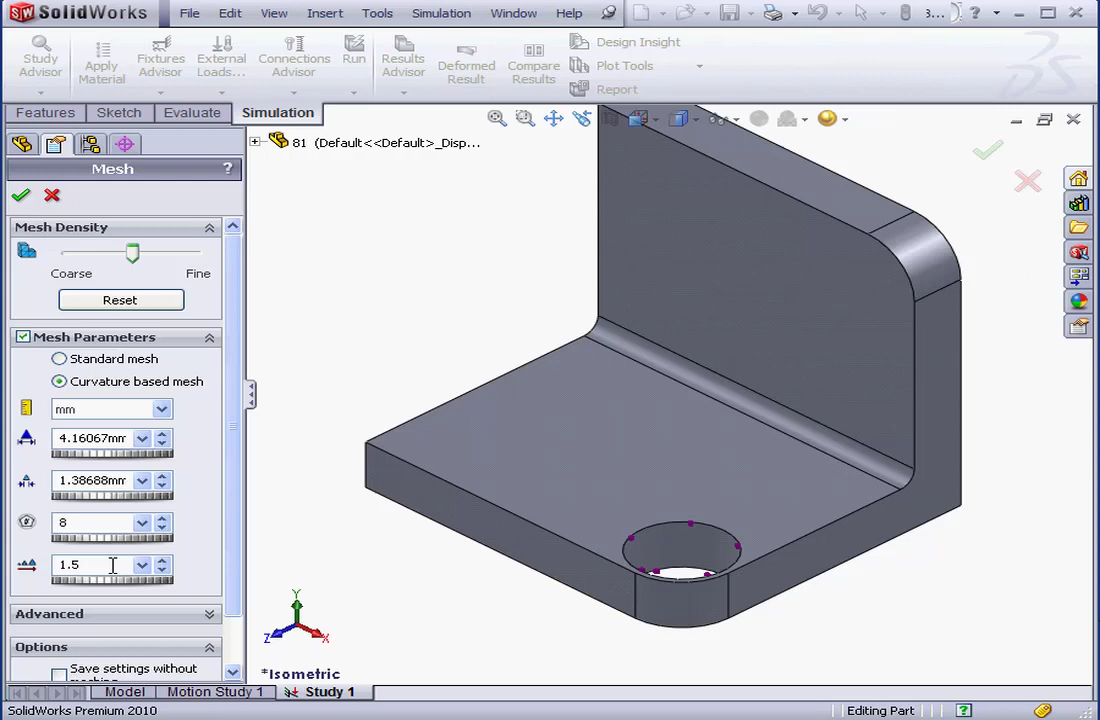 SolidWorks File Edit View Insert Tools Simulation Window Help 3...
Study Advisor
Apply Material
Fixtures Advisor
External Loads...
Connections Advisor
Run
Results Advisor
Deformed Result
Compare Results
Design Insight
Plot Tools
Report
Features Sketch Evaluate Simulation
81 (Default<<Default>_Disp...
Mesh ?
Mesh Density
Coarse Fine
Reset
Mesh Parameters
Standard mesh
Curvature based mesh
mm
4.16067mm
1.38688mm
8
1.5
Advanced
Options
Save settings without
Y
Z X
*Isometric
Model Motion Study 1 Study 1
SolidWorks Premium 2010 Editing Part ?